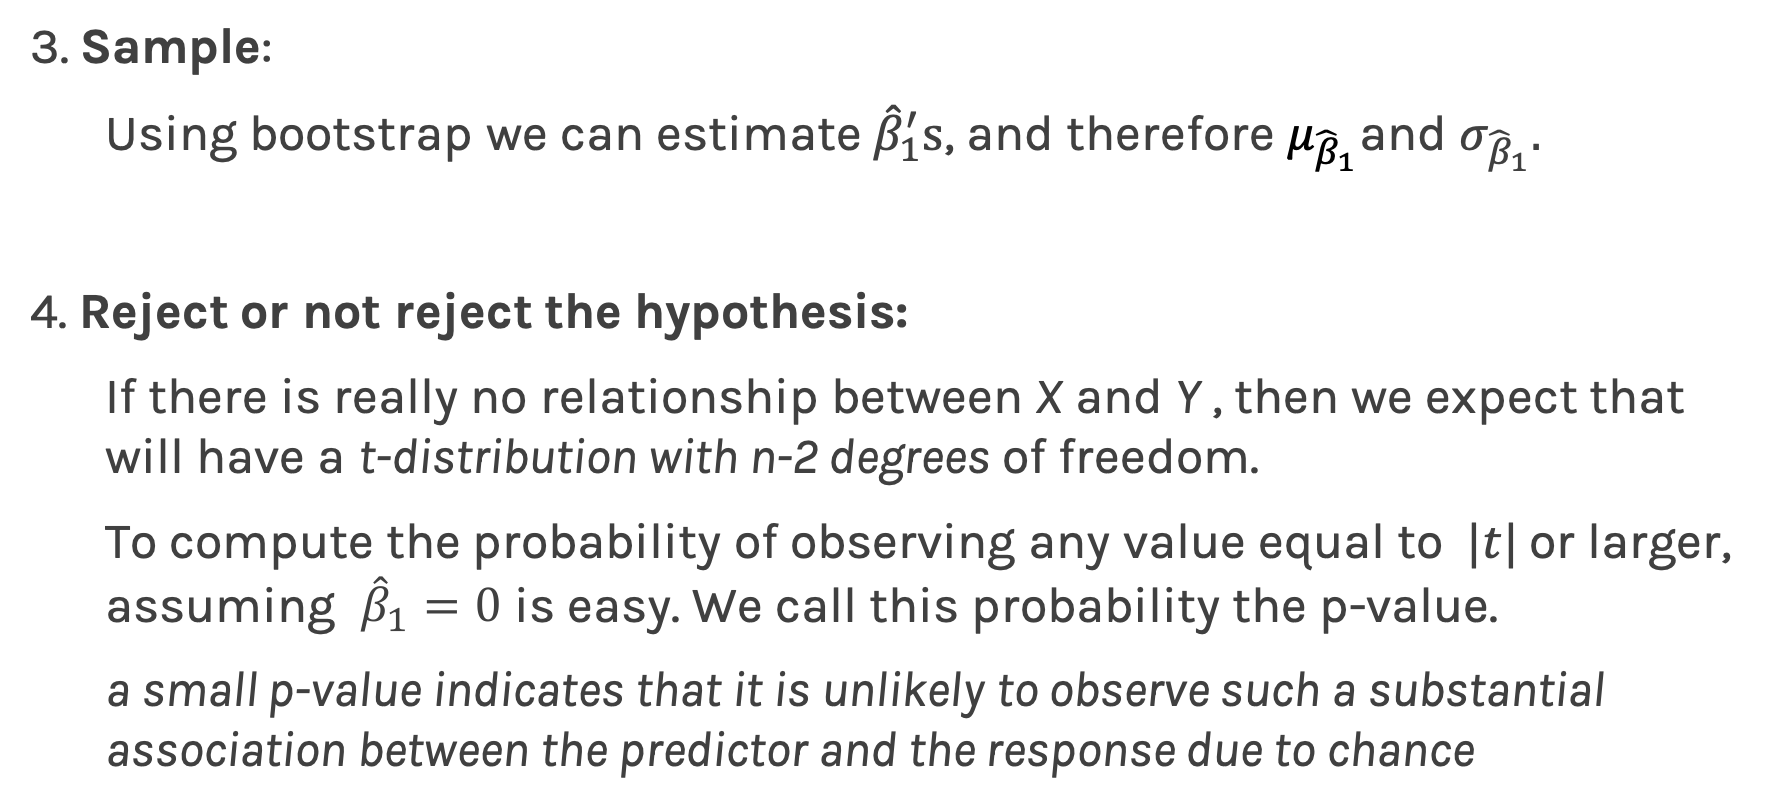 3. Sample:
Using bootstrap we can estimate β̂₁′s, and therefore μ_β̂₁ and σ_β̂₁.
4. Reject or not reject the hypothesis:
If there is really no relationship between X and Y , then we expect that
will have a t-distribution with n-2 degrees of freedom.
To compute the probability of observing any value equal to |t| or larger,
assuming β̂₁ = 0 is easy. We call this probability the p-value.
a small p-value indicates that it is unlikely to observe such a substantial
association between the predictor and the response due to chance